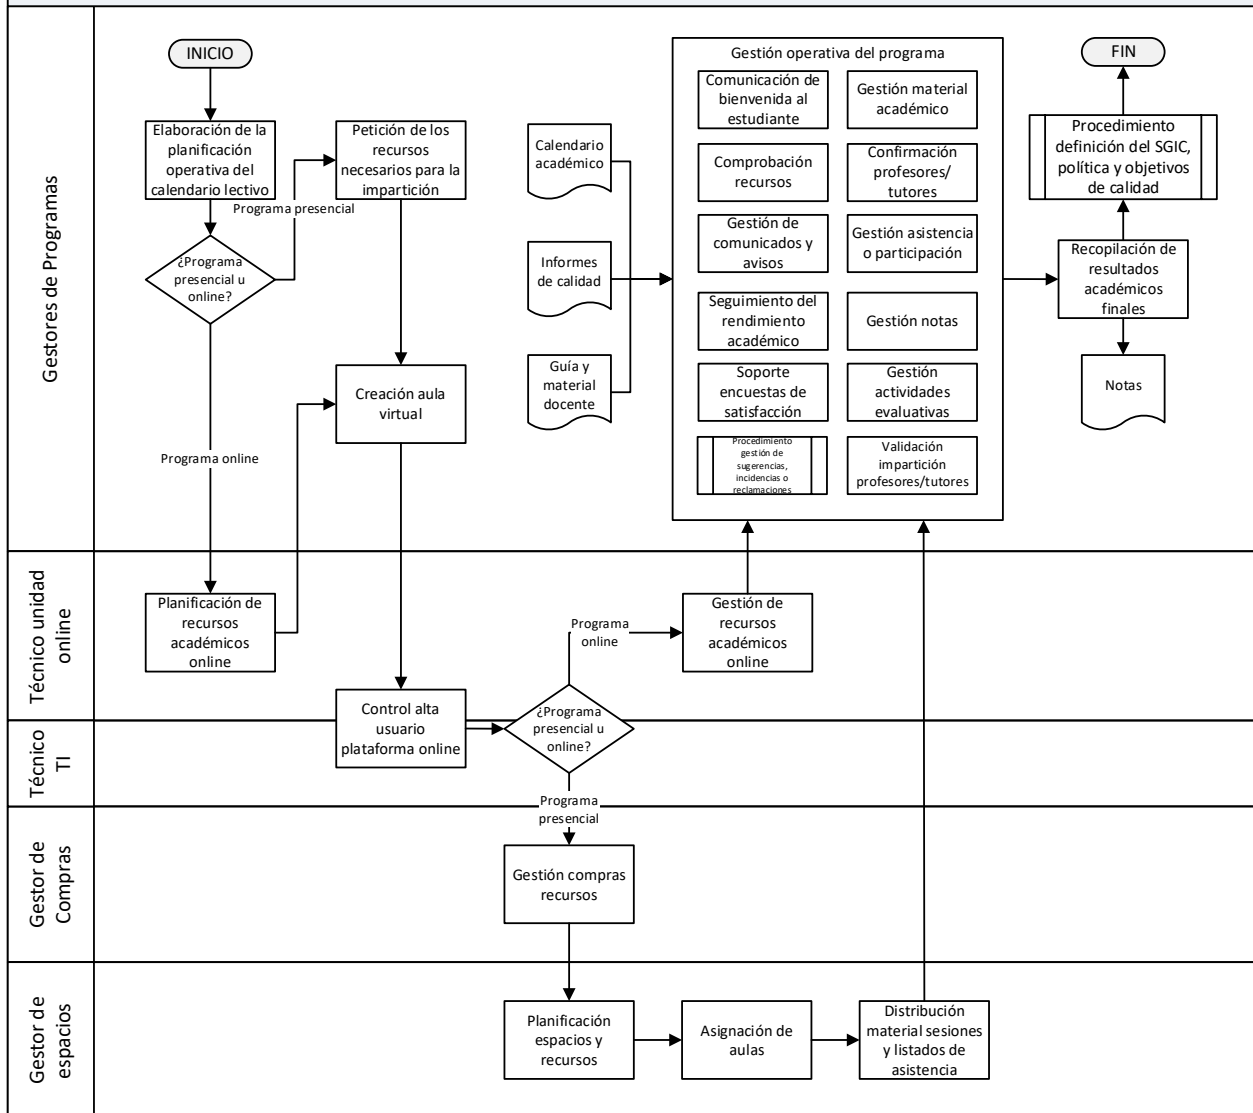 Gestores de Programas
INICIO
Elaboración de la
planificación
operativa del
calendario lectivo
Petición de los
recursos
necesarios para la
impartición
Programa presencial
¿Programa
presencial u
online?
Programa online
Creación aula
virtual
Calendario
académico
Informes
de calidad
Guía y
material
docente
Gestión operativa del programa
Comunicación de
bienvenida al
estudiante
Gestión material
académico
Comprobación
recursos
Confirmación
profesores/
tutores
Gestión de
comunicados y
avisos
Gestión asistencia
o participación
Seguimiento del
rendimiento
académico
Gestión notas
Soporte
encuestas de
satisfacción
Gestión
actividades
evaluativas
Procedimiento
gestión de
sugerencias,
incidencias o
reclamaciones
Validación
impartición
profesores/tutores
FIN
Procedimiento
definición del SGIC,
política y objetivos
de calidad
Recopilación de
resultados
académicos
finales
Notas
Técnico unidad
online
Planificación de
recursos
académicos
online
Programa
online
Gestión de
recursos
académicos
online
Control alta
usuario
plataforma online
¿Programa
presencial u
online?
Técnico
TI
Programa
presencial
Gestor de
Compras
Gestión compras
recursos
Gestor de
espacios
Planificación
espacios y
recursos
Asignación de
aulas
Distribución
material sesiones
y listados de
asistencia